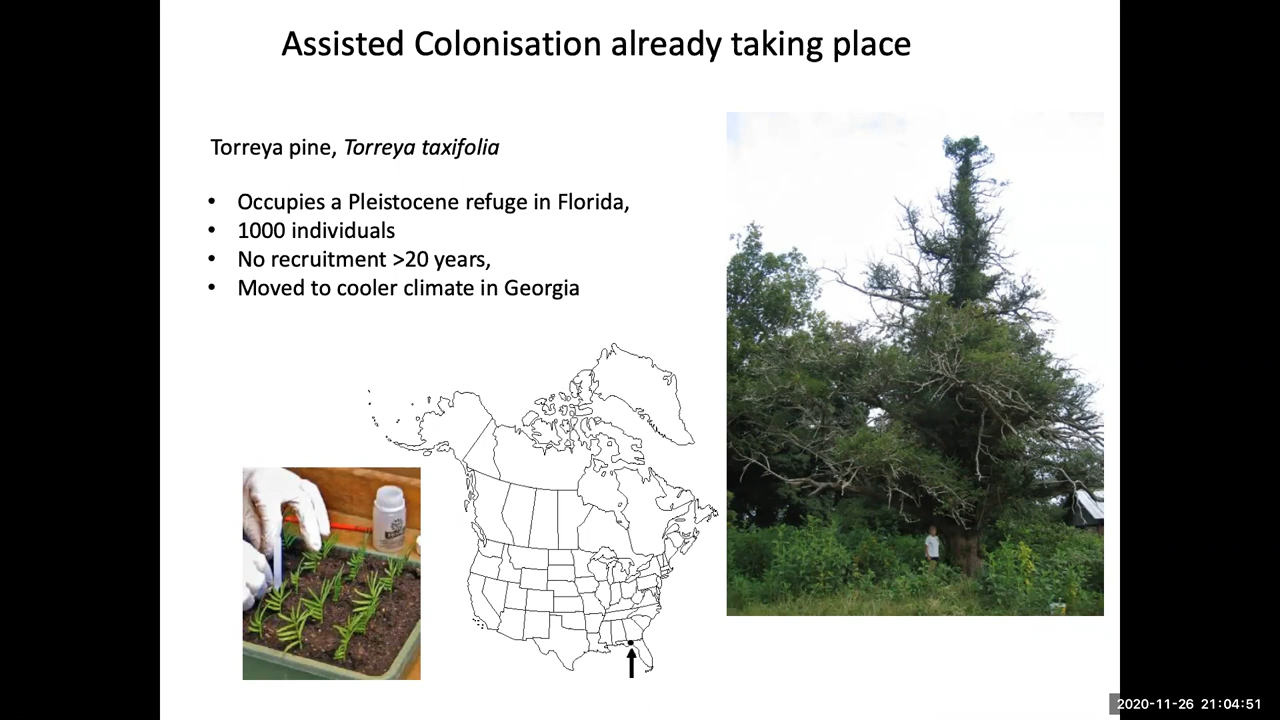 Assisted Colonisation already taking place
Torreya pine, Torreya taxifolia
• Occupies a Pleistocene refuge in Florida,
• 1000 individuals
• No recruitment >20 years,
• Moved to cooler climate in Georgia
2020-11-26 21:04:51